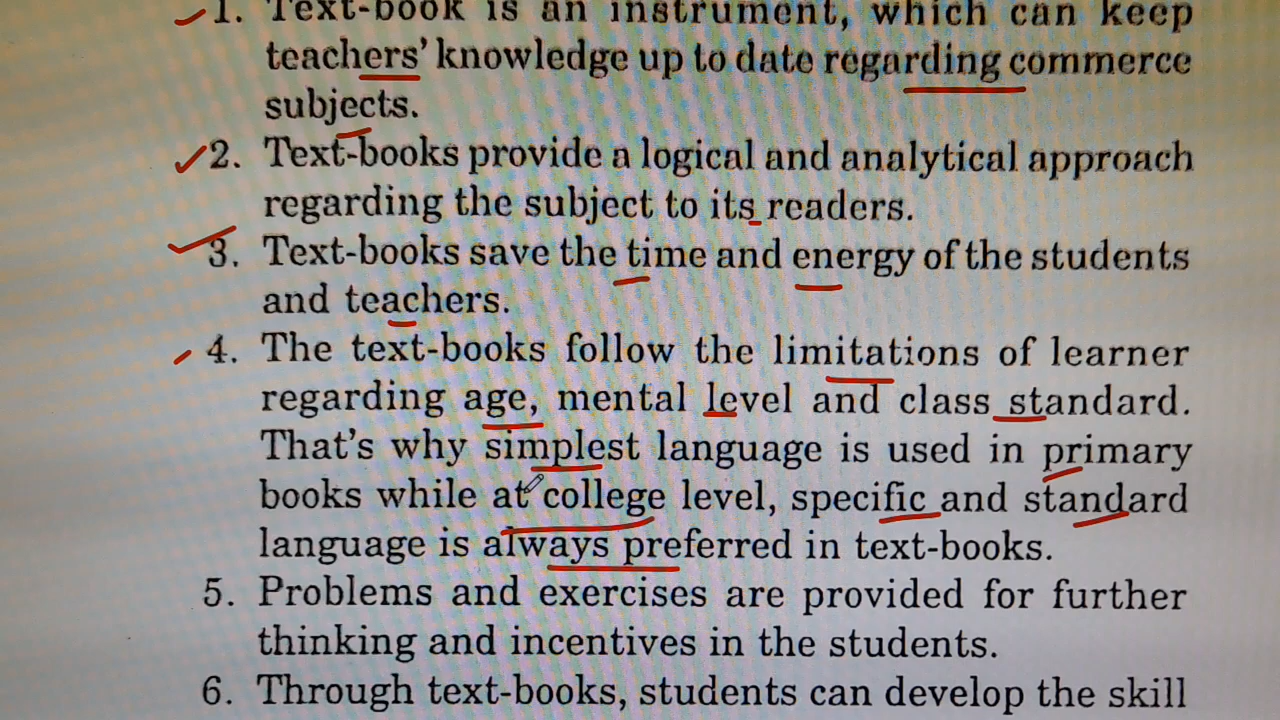 1. Text-book is an instrument, which can keep
teachers' knowledge up to date regarding commerce
subjects.
2. Text-books provide a logical and analytical approach
regarding the subject to its readers.
3. Text-books save the time and energy of the students
and teachers.
4. The text-books follow the limitations of learner
regarding age, mental level and class standard.
That's why simplest language is used in primary
books while at college level, specific and standard
language is always preferred in text-books.
5. Problems and exercises are provided for further
thinking and incentives in the students.
6. Through text-books, students can develop the skill